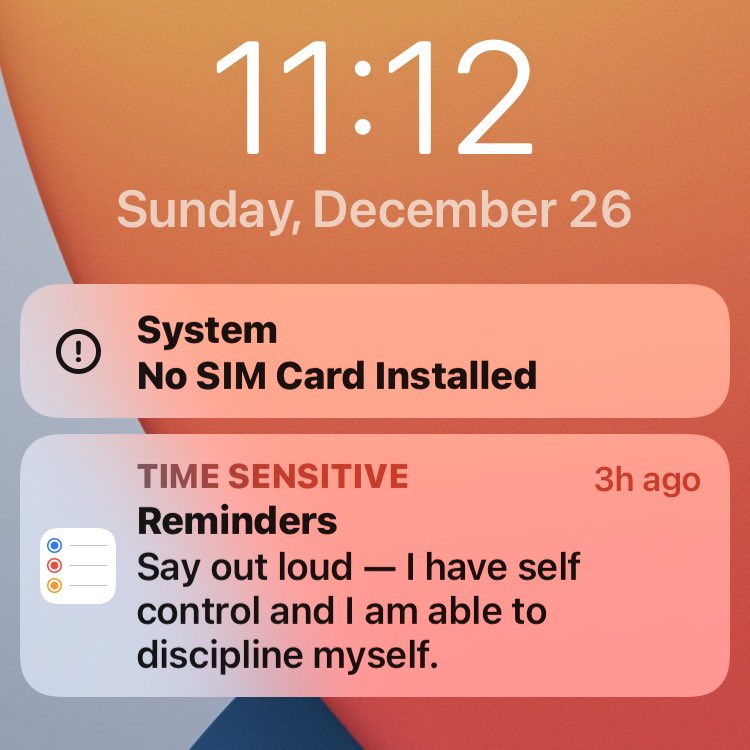 11:12
Sunday, December 26
System
No SIM Card Installed
TIME SENSITIVE
3h ago
Reminders
Say out loud — I have self
control and I am able to
discipline myself.